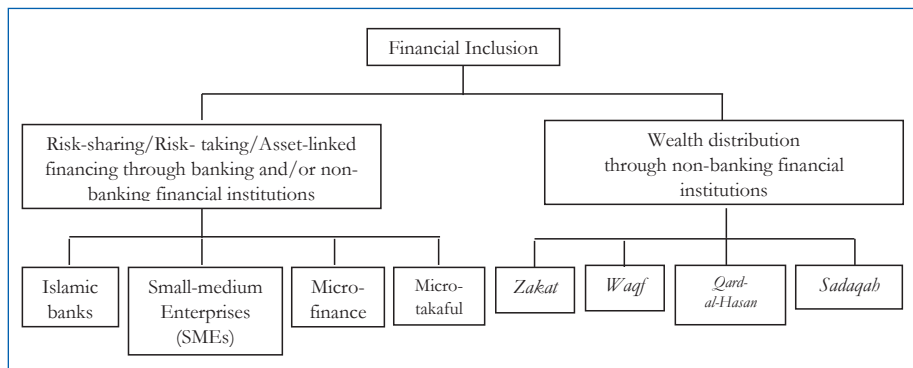 Financial Inclusion
Risk-sharing/Risk- taking/Asset-linked
financing through banking and/or non-
banking financial institutions
Wealth distribution
through non-banking financial
institutions
Islamic
banks
Small-medium
Enterprises
(SMEs)
Micro-
finance
Micro-
takaful
Zakat
Waqf
Qard-
al-Hasan
Sadaqah